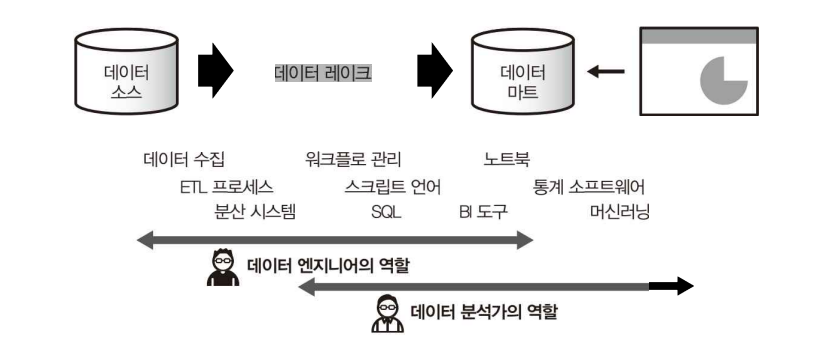 데이터
소스
데이터 레이크
데이터
마트
데이터 수집
워크플로 관리
노트북
ETL 프로세스
스크립트 언어
통계 소프트웨어
분산 시스템
SQL
BI 도구
머신러닝
데이터 엔지니어의 역할
데이터 분석가의 역할